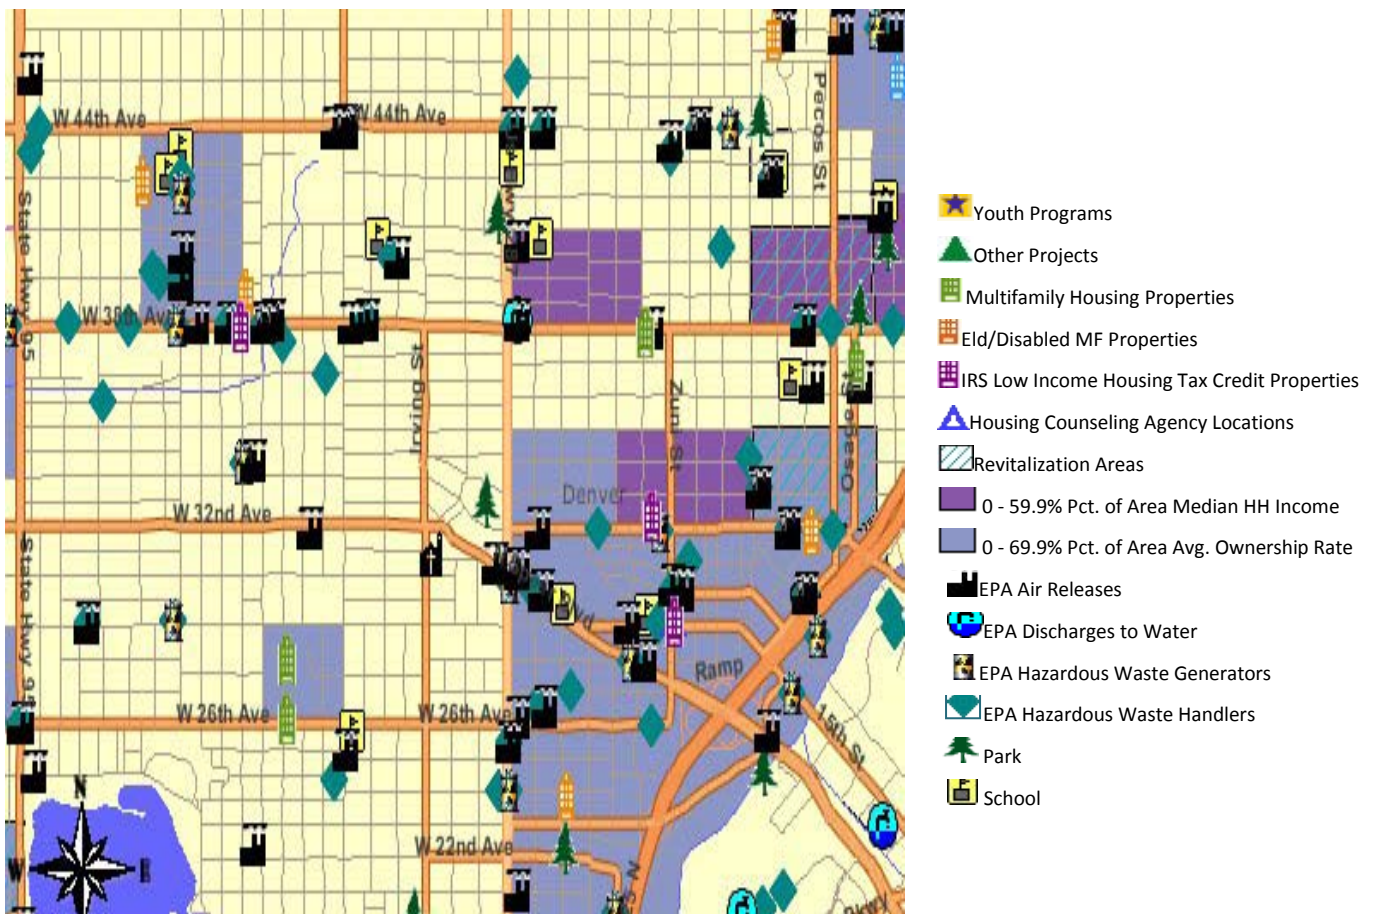 W 44th Ave
W 44th Ave
Pecos St
State Hwy 95
W 38th Ave
Irving St
Zuni St
Osage St
Denver
W 32nd Ave
State Hwy 95
Blvd
Ramp
W 26th Ave
W 26th Ave
15th St
N
W
E
W 22nd Ave
Pkwy
Youth Programs
Other Projects
Multifamily Housing Properties
Eld/Disabled MF Properties
IRS Low Income Housing Tax Credit Properties
Housing Counseling Agency Locations
Revitalization Areas
0 - 59.9% Pct. of Area Median HH Income
0 - 69.9% Pct. of Area Avg. Ownership Rate
EPA Air Releases
EPA Discharges to Water
EPA Hazardous Waste Generators
EPA Hazardous Waste Handlers
Park
School